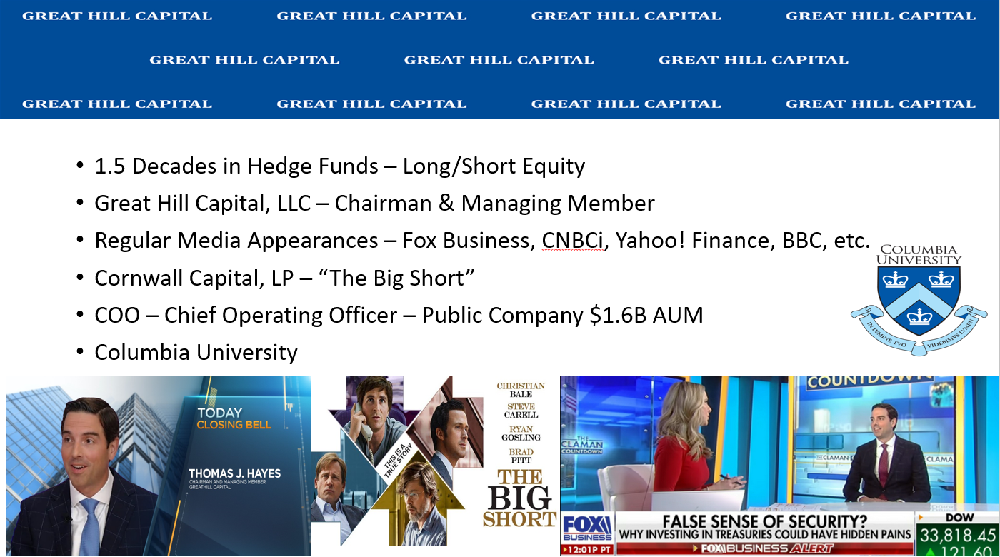 GREAT HILL CAPITAL GREAT HILL CAPITAL GREAT HILL CAPITAL GREAT HILL CAPITAL
GREAT HILL CAPITAL GREAT HILL CAPITAL GREAT HILL CAPITAL
GREAT HILL CAPITAL GREAT HILL CAPITAL GREAT HILL CAPITAL GREAT HILL CAPITAL
• 1.5 Decades in Hedge Funds – Long/Short Equity
• Great Hill Capital, LLC – Chairman & Managing Member
• Regular Media Appearances – Fox Business, CNBCi, Yahoo! Finance, BBC, etc.
• Cornwall Capital, LP – “The Big Short”
• COO – Chief Operating Officer – Public Company $1.6B AUM
• Columbia University
COLUMBIA
UNIVERSITY
IN LVMINE TVO VIDEBIMVS LVMEN
TODAY
CLOSING BELL
THOMAS J. HAYES
CHAIRMAN AND MANAGING MEMBER
GREATHILL CAPITAL
THIS IS A
TRUE STORY
CHRISTIAN
BALE
STEVE
CARELL
RYAN
GOSLING
BRAD
PITT
THE
BIG
SHORT
COUNTDOWN
THE
CLAMAN
COUNTDOWN
CLAMAN
CLAMA
FOX
BUSINESS
12:01P PT
FALSE SENSE OF SECURITY?
WHY INVESTING IN TREASURIES COULD HAVE HIDDEN PAINS
FOX BUSINESS ALERT
DOW
33,818.45
121.60